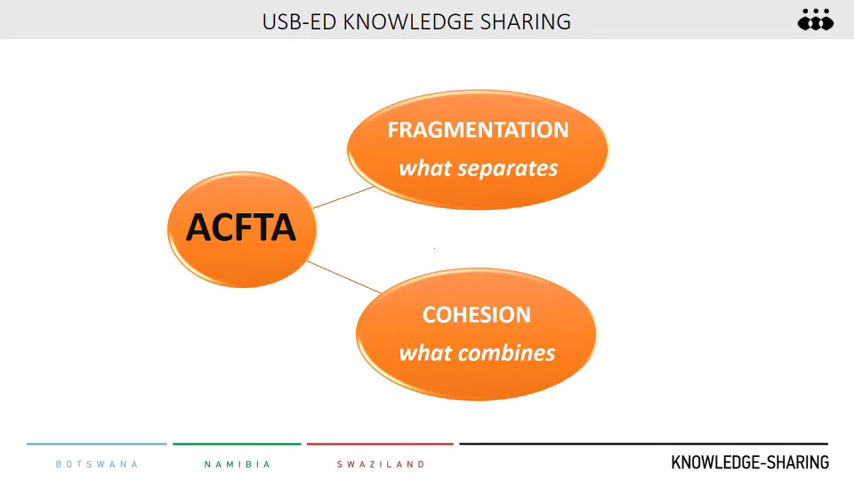 USB-ED KNOWLEDGE SHARING
FRAGMENTATION
what separates
ACFTA
COHESION
what combines
BOTSWANA
NAMIBIA
SWAZILAND
KNOWLEDGE-SHARING